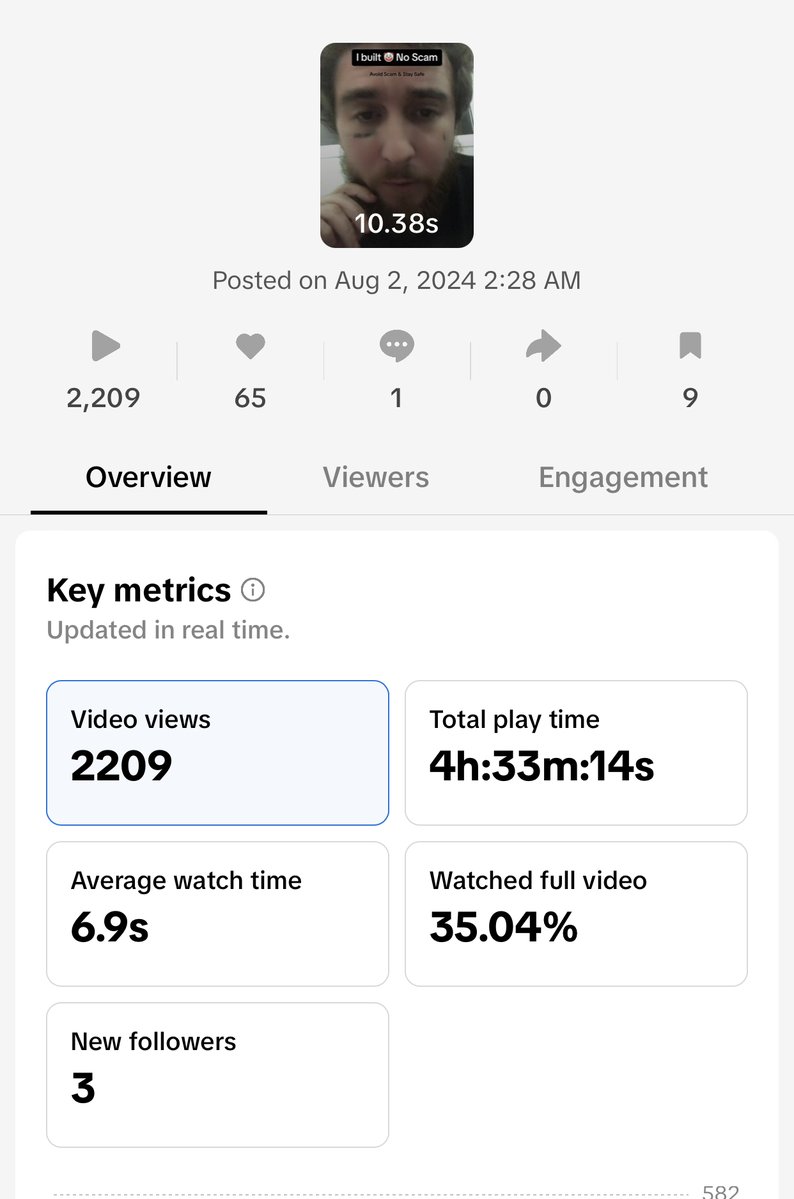 I built 🤡 No Scam
Avoid Scam & Stay Safe
10.38s
Posted on Aug 2, 2024 2:28 AM
2,209
65
1
0
9
Overview
Viewers
Engagement
Key metrics
Updated in real time.
Video views
2209
Total play time
4h:33m:14s
Average watch time
6.9s
Watched full video
35.04%
New followers
3
582